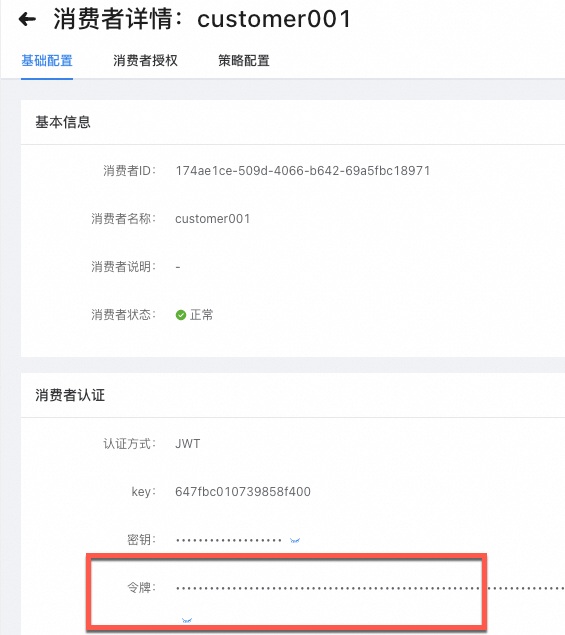 消费者详情：customer001
基础配置 消费者授权 策略配置
基本信息
消费者ID： 174ae1ce-509d-4066-b642-69a5fbc18971
消费者名称： customer001
消费者说明： -
消费者状态： 正常
消费者认证
认证方式： JWT
key： 647fbc010739858f400
密钥： •••••••••••••••••••
令牌： ••••••••••••••••••••••••••••••••••••••••••••••••••••••••••••••••••••••